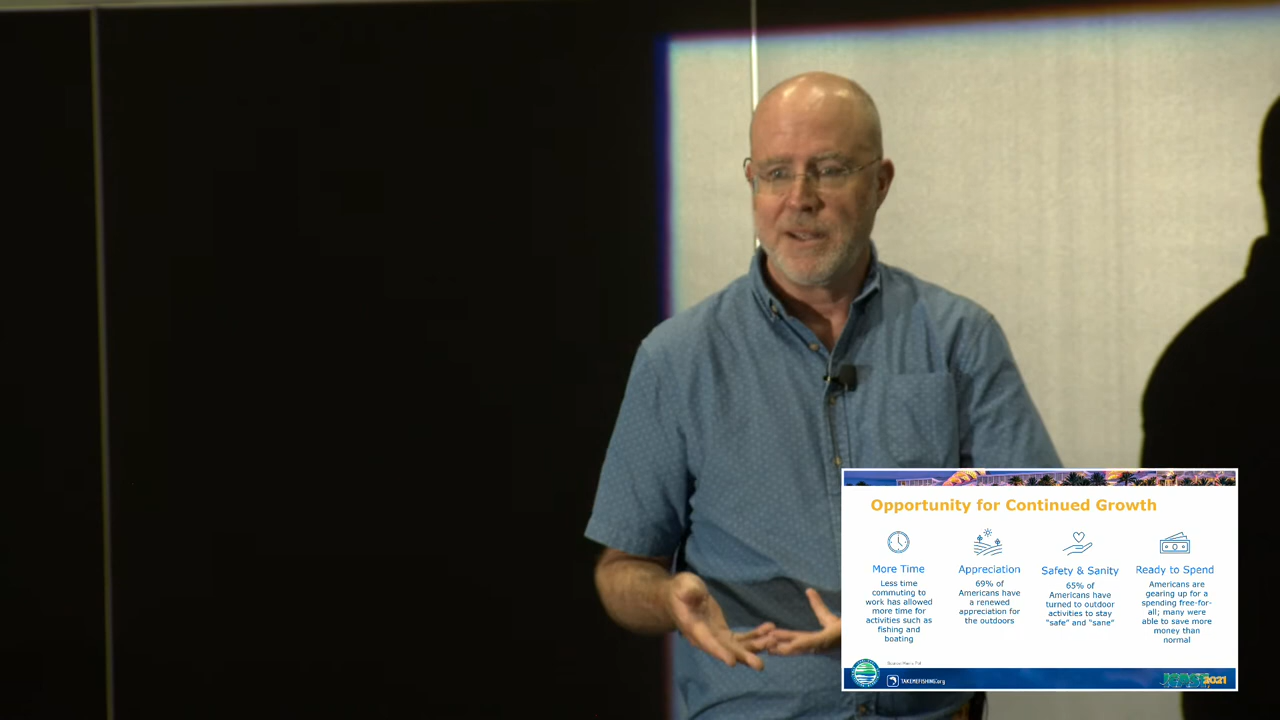 Opportunity for Continued Growth
More Time
Less time
commuting to
work has allowed
more time for
activities such as
fishing and
boating
Appreciation
69% of
Americans have
a renewed
appreciation for
the outdoors
Safety & Sanity
65% of
Americans have
turned to outdoor
activities to stay
"safe" and "sane"
Ready to Spend
Americans are
gearing up for a
spending free-for-
all; many were
able to save more
money than
normal
TAKEMEFISHING.org
ICAST 2021